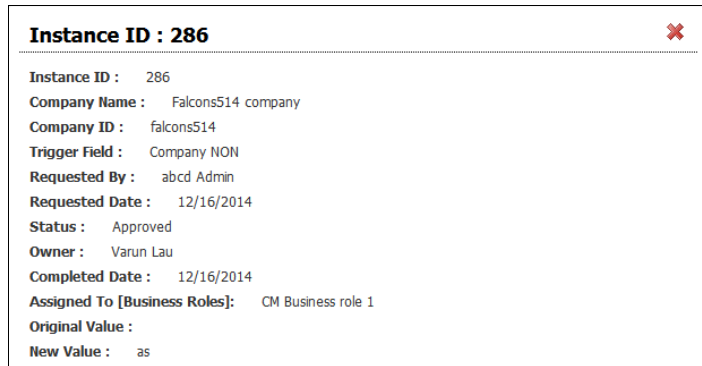 Instance ID : 286
Instance ID : 286
Company Name : Falcons514 company
Company ID : falcons514
Trigger Field : Company NON
Requested By : abcd Admin
Requested Date : 12/16/2014
Status : Approved
Owner : Varun Lau
Completed Date : 12/16/2014
Assigned To [Business Roles]: CM Business role 1
Original Value :
New Value : as